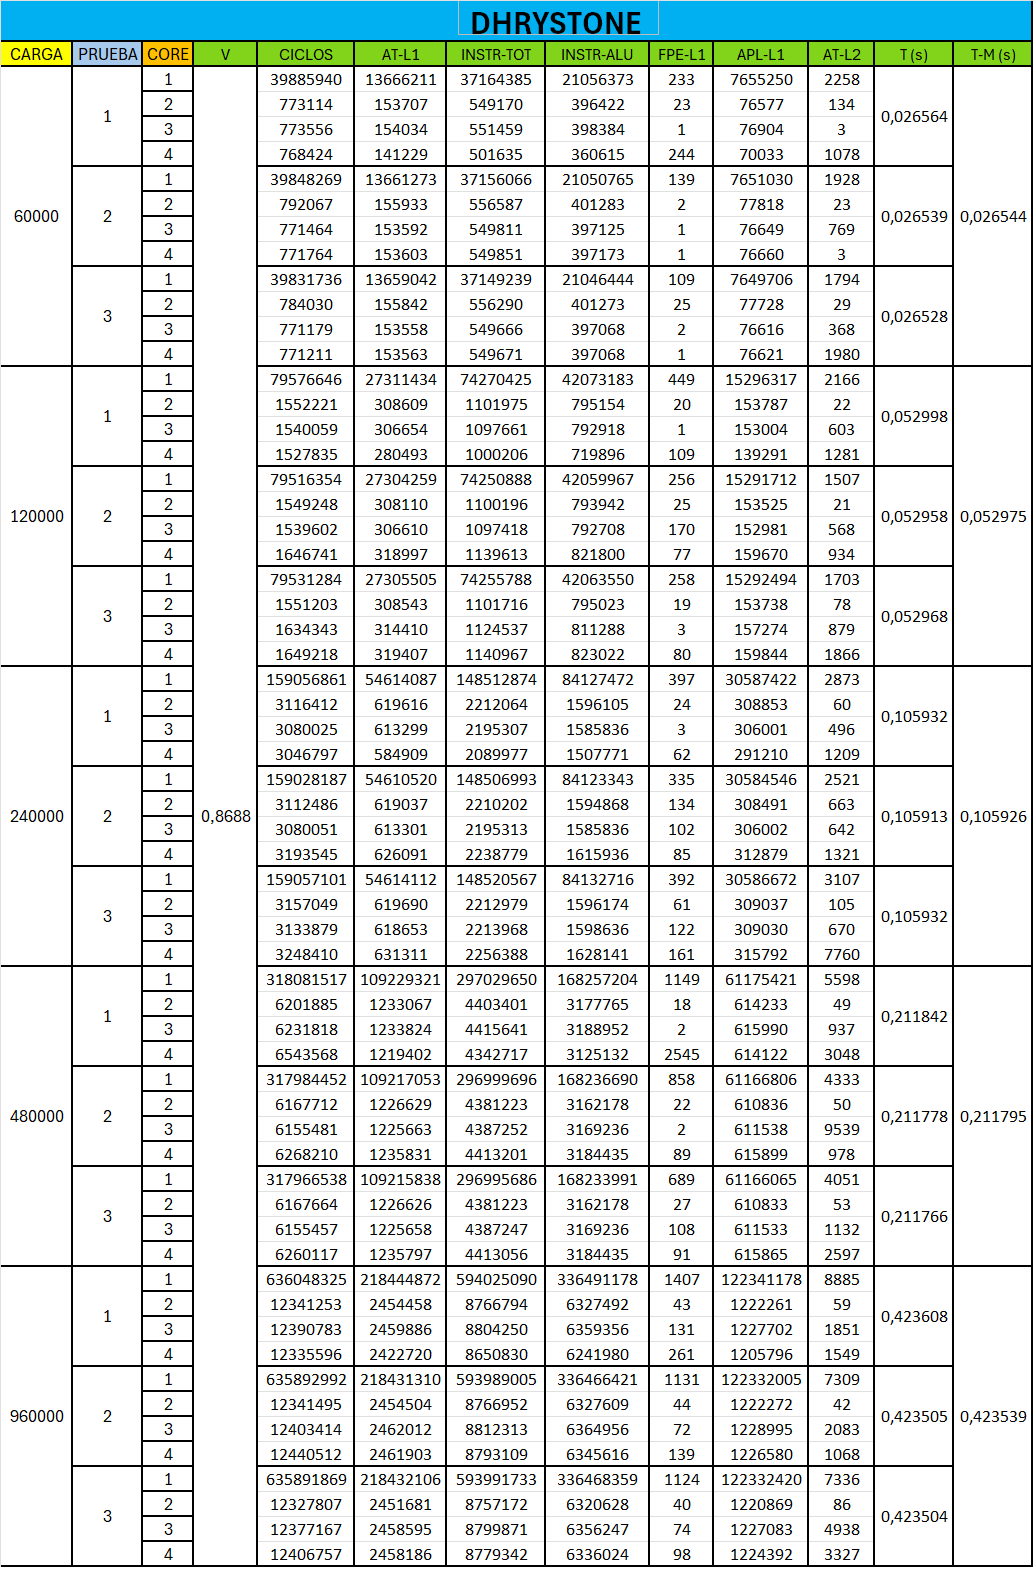 DHRYSTONE
CARGA PRUEBA CORE V CICLOS AT-L1 INSTR-TOT INSTR-ALU FPE-L1 APL-L1 AT-L2 T (s) T-M (s)
1 39885940 13666211 37164385 21056373 233 7655250 2258
2 773114 153707 549170 396422 23 76577 134
1 0,026564
3 773556 154034 551459 398384 1 76904 3
4 768424 141229 501635 360615 244 70033 1078
1 39848269 13661273 37156066 21050765 139 7651030 1928
2 792067 155933 556587 401283 2 77818 23
60000 2 0,026539 0,026544
3 771464 153592 549811 397125 1 76649 769
4 771764 153603 549851 397173 1 76660 3
1 39831736 13659042 37149239 21046444 109 7649706 1794
2 784030 155842 556290 401273 25 77728 29
3 0,026528
3 771179 153558 549666 397068 2 76616 368
4 771211 153563 549671 397068 1 76621 1980
1 79576646 27311434 74270425 42073183 449 15296317 2166
2 1552221 308609 1101975 795154 20 153787 22
1 0,052998
3 1540059 306654 1097661 792918 1 153004 603
4 1527835 280493 1000206 719896 109 139291 1281
1 79516354 27304259 74250888 42059967 256 15291712 1507
2 1549248 308110 1100196 793942 25 153525 21
120000 2 0,052958 0,052975
3 1539602 306610 1097418 792708 170 152981 568
4 1646741 318997 1139613 821800 77 159670 934
1 79531284 27305505 74255788 42063550 258 15292494 1703
2 1551203 308543 1101716 795023 19 153738 78
3 0,052968
3 1634343 314410 1124537 811288 3 157274 879
4 1649218 319407 1140967 823022 80 159844 1866
1 159056861 54614087 148512874 84127472 397 30587422 2873
2 3116412 619616 2212064 1596105 24 308853 60
1 0,105932
3 3080025 613299 2195307 1585836 3 306001 496
4 3046797 584909 2089977 1507771 62 291210 1209
1 159028187 54610520 148506993 84123343 335 30584546 2521
2 3112486 619037 2210202 1594868 134 308491 663
240000 2 0,8688 0,105913 0,105926
3 3080051 613301 2195313 1585836 102 306002 642
4 3193545 626091 2238779 1615936 85 312879 1321
1 159057101 54614112 148520567 84132716 392 30586672 3107
2 3157049 619690 2212979 1596174 61 309037 105
3 0,105932
3 3133879 618653 2213968 1598636 122 309030 670
4 3248410 631311 2256388 1628141 161 315792 7760
1 318081517 109229321 297029650 168257204 1149 61175421 5598
2 6201885 1233067 4403401 3177765 18 614233 49
1 0,211842
3 6231818 1233824 4415641 3188952 2 615990 937
4 6543568 1219402 4342717 3125132 2545 614122 3048
1 317984452 109217053 296999696 168236690 858 61166806 4333
2 6167712 1226629 4381223 3162178 22 610836 50
480000 2 0,211778 0,211795
3 6155481 1225663 4387252 3169236 2 611538 9539
4 6268210 1235831 4413201 3184435 89 615899 978
1 317966538 109215838 296995686 168233991 689 61166065 4051
2 6167664 1226626 4381223 3162178 27 610833 53
3 0,211766
3 6155457 1225658 4387247 3169236 108 611533 1132
4 6260117 1235797 4413056 3184435 91 615865 2597
1 636048325 218444872 594025090 336491178 1407 122341178 8885
2 12341253 2454458 8766794 6327492 43 1222261 59
1 0,423608
3 12390783 2459886 8804250 6359356 131 1227702 1851
4 12335596 2422720 8650830 6241980 261 1205796 1549
1 635892992 218431310 593989005 336466421 1131 122332005 7309
2 12341495 2454504 8766952 6327609 44 1222272 42
960000 2 0,423505 0,423539
3 12403414 2462012 8812313 6364956 72 1228995 2083
4 12440512 2461903 8793109 6345616 139 1226580 1068
1 635891869 218432106 593991733 336468359 1124 122332420 7336
2 12327807 2451681 8757172 6320628 40 1220869 86
3 0,423504
3 12377167 2458595 8799871 6356247 74 1227083 4938
4 12406757 2458186 8779342 6336024 98 1224392 3327